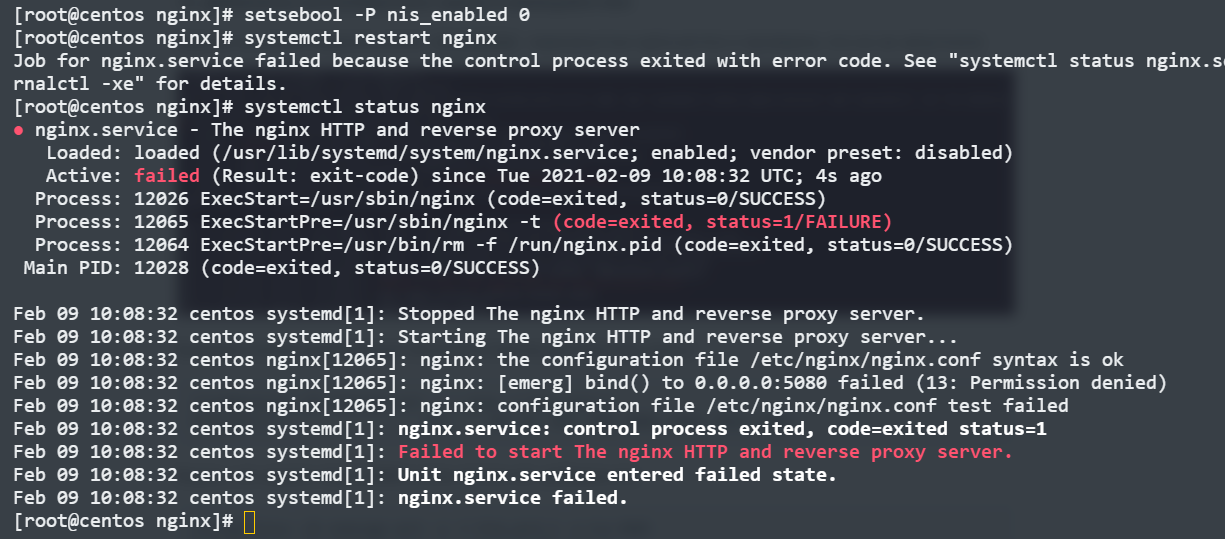 [root@centos nginx]# setsebool -P nis_enabled 0
[root@centos nginx]# systemctl restart nginx
Job for nginx.service failed because the control process exited with error code. See "systemctl status nginx.s
rnalctl -xe" for details.
[root@centos nginx]# systemctl status nginx
● nginx.service - The nginx HTTP and reverse proxy server
   Loaded: loaded (/usr/lib/systemd/system/nginx.service; enabled; vendor preset: disabled)
   Active: failed (Result: exit-code) since Tue 2021-02-09 10:08:32 UTC; 4s ago
  Process: 12026 ExecStart=/usr/sbin/nginx (code=exited, status=0/SUCCESS)
  Process: 12065 ExecStartPre=/usr/sbin/nginx -t (code=exited, status=1/FAILURE)
  Process: 12064 ExecStartPre=/usr/bin/rm -f /run/nginx.pid (code=exited, status=0/SUCCESS)
 Main PID: 12028 (code=exited, status=0/SUCCESS)

Feb 09 10:08:32 centos systemd[1]: Stopped The nginx HTTP and reverse proxy server.
Feb 09 10:08:32 centos systemd[1]: Starting The nginx HTTP and reverse proxy server...
Feb 09 10:08:32 centos nginx[12065]: nginx: the configuration file /etc/nginx/nginx.conf syntax is ok
Feb 09 10:08:32 centos nginx[12065]: nginx: [emerg] bind() to 0.0.0.0:5080 failed (13: Permission denied)
Feb 09 10:08:32 centos nginx[12065]: nginx: configuration file /etc/nginx/nginx.conf test failed
Feb 09 10:08:32 centos systemd[1]: nginx.service: control process exited, code=exited status=1
Feb 09 10:08:32 centos systemd[1]: Failed to start The nginx HTTP and reverse proxy server.
Feb 09 10:08:32 centos systemd[1]: Unit nginx.service entered failed state.
Feb 09 10:08:32 centos systemd[1]: nginx.service failed.
[root@centos nginx]#